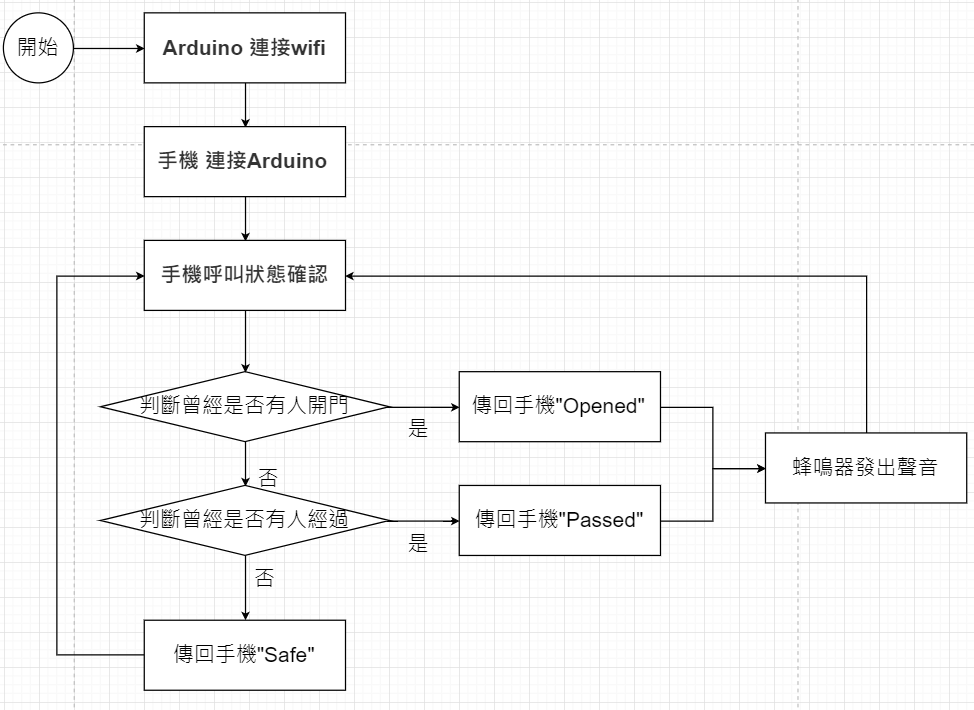 開始
Arduino 連接wifi
手機 連接Arduino
手機呼叫狀態確認
判斷曾經是否有人開門
是
傳回手機"Opened"
否
蜂鳴器發出聲音
判斷曾經是否有人經過
是
傳回手機"Passed"
否
傳回手機"Safe"